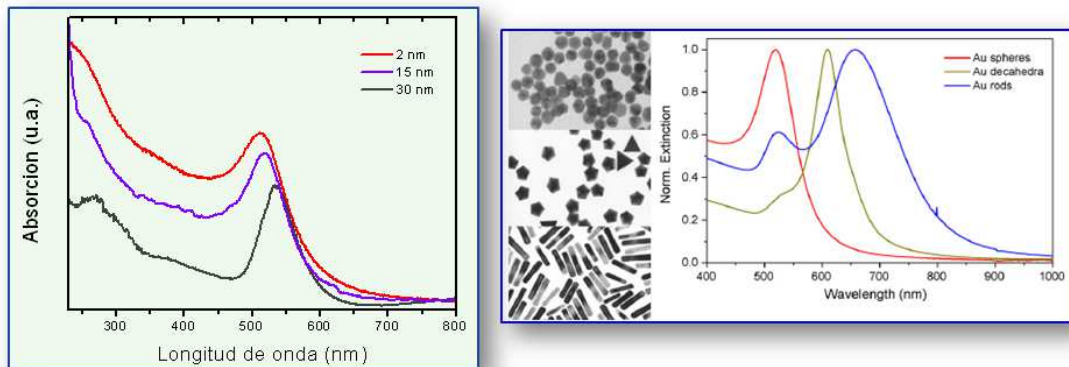 2 nm
15 nm
30 nm
Absorcion (u.a.)
300 400 500 600 700 800
Longitud de onda (nm)
Au spheres
Au decahedra
Au rods
Norm. Extinction
1.0
0.8
0.6
0.4
0.2
0.0
400 500 600 700 800 900 1000
Wavelength (nm)